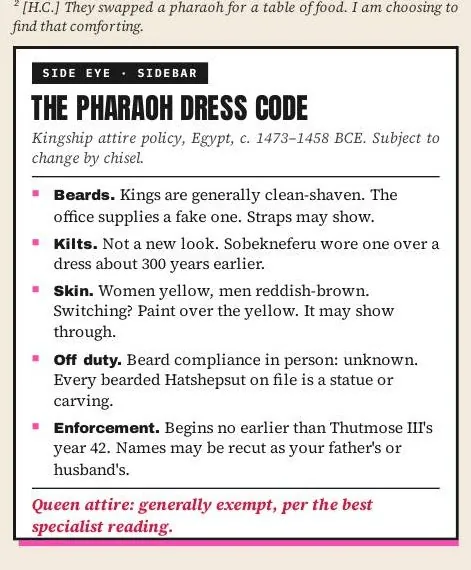 ² [H.C.] They swapped a pharaoh for a table of food. I am choosing to
find that comforting.
SIDE EYE · SIDEBAR
THE PHARAOH DRESS CODE
Kingship attire policy, Egypt, c. 1473–1458 BCE. Subject to
change by chisel.
Beards. Kings are generally clean-shaven. The
office supplies a fake one. Straps may show.
Kilts. Not a new look. Sobekneferu wore one over a
dress about 300 years earlier.
Skin. Women yellow, men reddish-brown.
Switching? Paint over the yellow. It may show
through.
Off duty. Beard compliance in person: unknown.
Every bearded Hatshepsut on file is a statue or
carving.
Enforcement. Begins no earlier than Thutmose III's
year 42. Names may be recut as your father's or
husband's.
Queen attire: generally exempt, per the best
specialist reading.